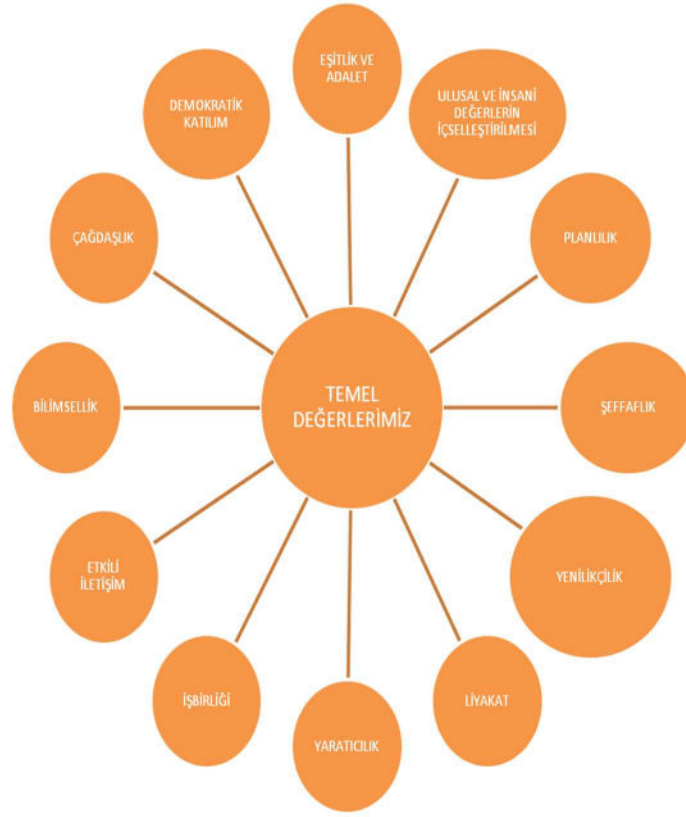 EŞİTLİK VE
ADALET
ULUSAL VE İNSANİ
DEĞERLERİN
İÇSELLEŞTİRİLMESİ
PLANLILIK
ŞEFFAFLIK
YENİLİKÇİLİK
LİYAKAT
YARATICILIK
İŞBİRLİĞİ
ETKİLİ
İLETİŞİM
BİLİMSELLİK
ÇAĞDAŞLIK
DEMOKRATİK
KATILIM
TEMEL
DEĞERLERİMİZ